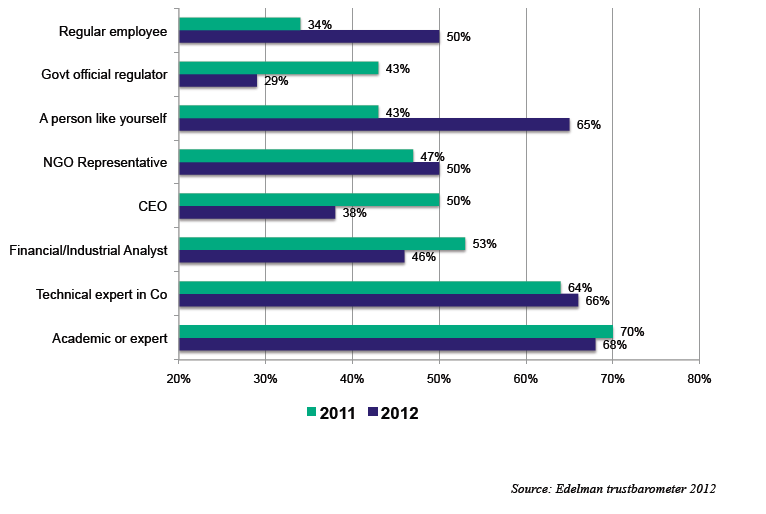 Regular employee
34%
50%
Govt official regulator
43%
29%
A person like yourself
43%
65%
NGO Representative
47%
50%
CEO
50%
38%
Financial/Industrial Analyst
53%
46%
Technical expert in Co
64%
66%
Academic or expert
70%
68%
20% 30% 40% 50% 60% 70% 80%
2011 2012
Source: Edelman trustbarometer 2012